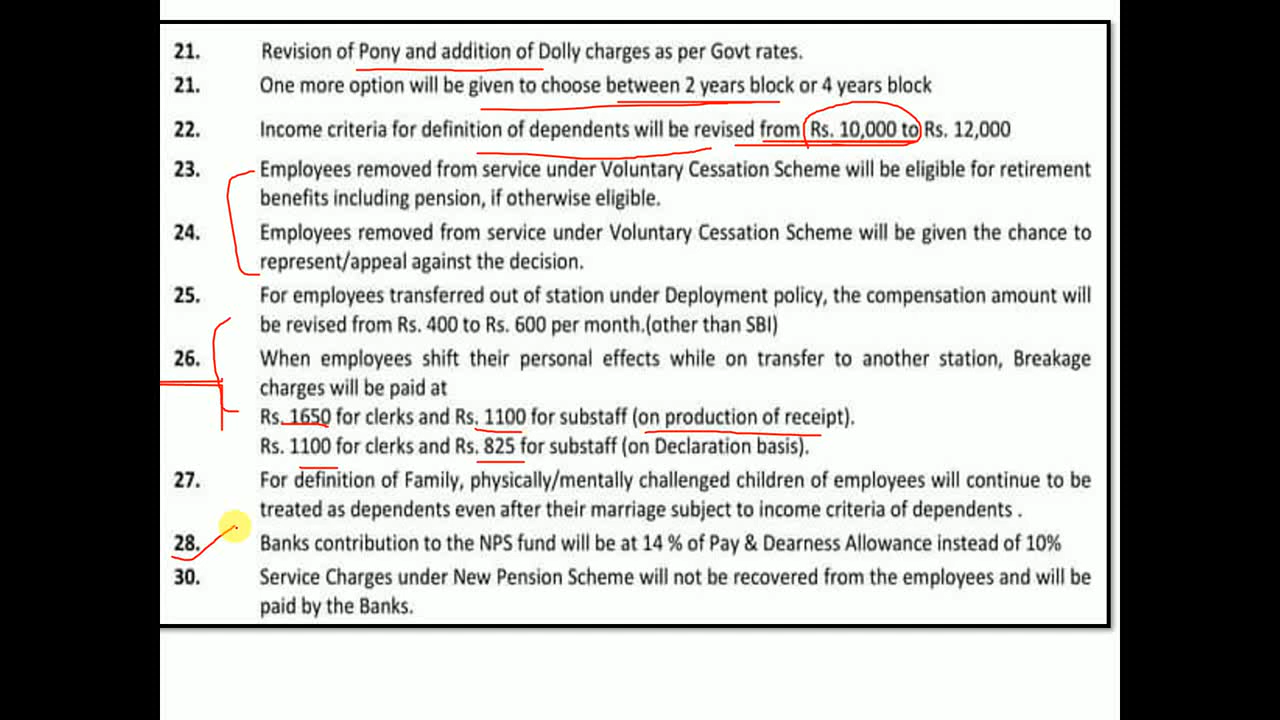 21. Revision of Pony and addition of Dolly charges as per Govt rates.
21. One more option will be given to choose between 2 years block or 4 years block
22. Income criteria for definition of dependents will be revised from Rs. 10,000 to Rs. 12,000
23. Employees removed from service under Voluntary Cessation Scheme will be eligible for retirement
benefits including pension, if otherwise eligible.
24. Employees removed from service under Voluntary Cessation Scheme will be given the chance to
represent/appeal against the decision.
25. For employees transferred out of station under Deployment policy, the compensation amount will
be revised from Rs. 400 to Rs. 600 per month.(other than SBI)
26. When employees shift their personal effects while on transfer to another station, Breakage
charges will be paid at
Rs. 1650 for clerks and Rs. 1100 for substaff (on production of receipt).
Rs. 1100 for clerks and Rs. 825 for substaff (on Declaration basis).
27. For definition of Family, physically/mentally challenged children of employees will continue to be
treated as dependents even after their marriage subject to income criteria of dependents .
28. Banks contribution to the NPS fund will be at 14 % of Pay & Dearness Allowance instead of 10%
30. Service Charges under New Pension Scheme will not be recovered from the employees and will be
paid by the Banks.